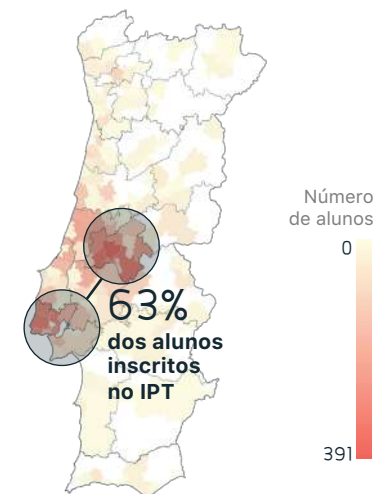 Número
de alunos
0
63%
dos alunos
inscritos
no IPT
391